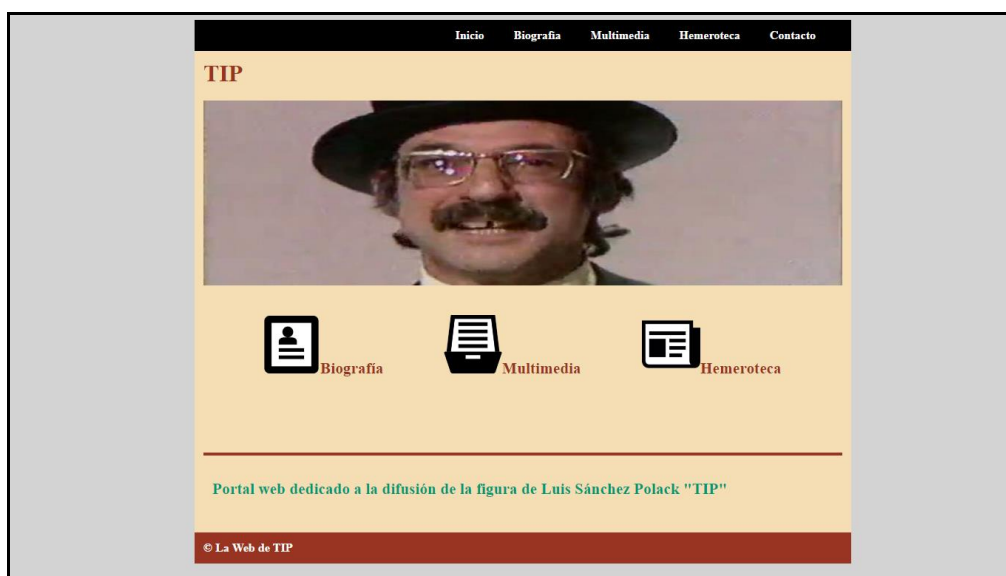 Inicio Biografia Multimedia Hemeroteca Contacto
TIP
Biografía Multimedia Hemeroteca
Portal web dedicado a la difusión de la figura de Luis Sánchez Polack "TIP"
© La Web de TIP